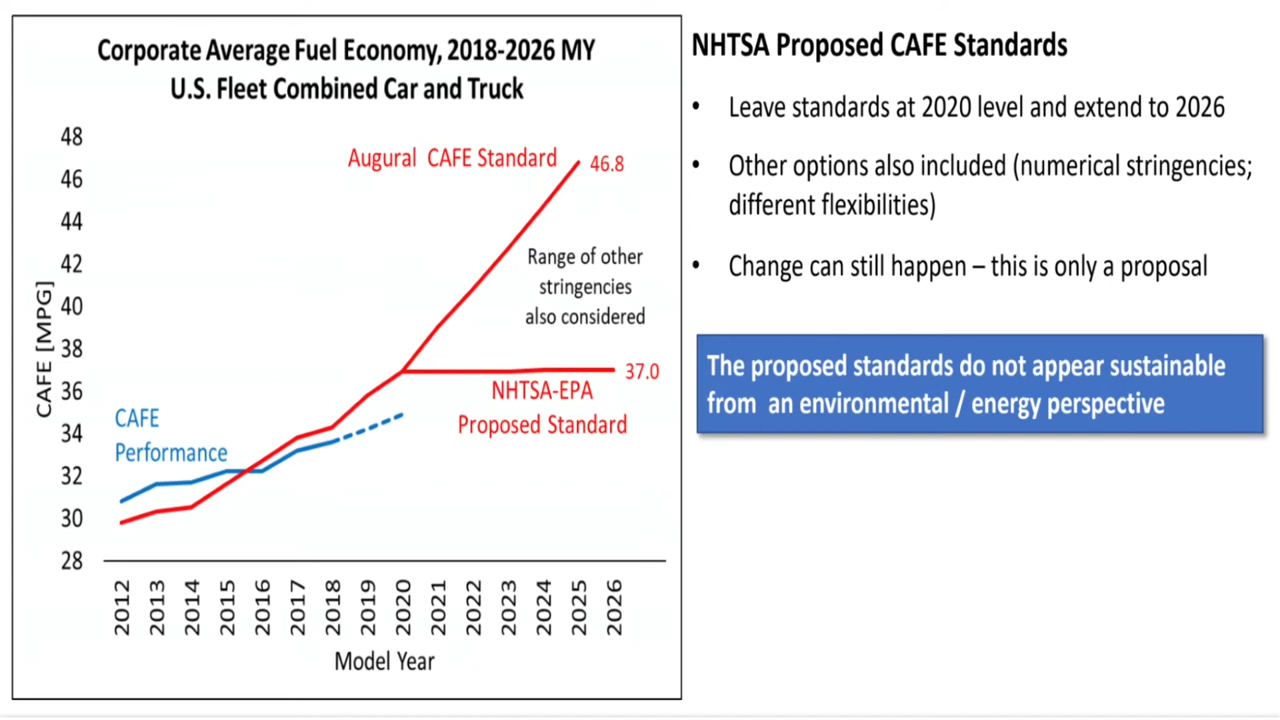 Corporate Average Fuel Economy, 2018-2026 MY
U.S. Fleet Combined Car and Truck
48
46
44
42
40
38
36
34
32
30
28
CAFE [MPG]
Augural CAFE Standard
46.8
Range of other
stringencies
also considered
37.0
NHTSA-EPA
Proposed Standard
CAFE
Performance
2012
2013
2014
2015
2016
2017
2018
2019
2020
2021
2022
2023
2024
2025
2026
Model Year
NHTSA Proposed CAFE Standards
• Leave standards at 2020 level and extend to 2026
• Other options also included (numerical stringencies;
different flexibilities)
• Change can still happen – this is only a proposal
The proposed standards do not appear sustainable
from an environmental / energy perspective